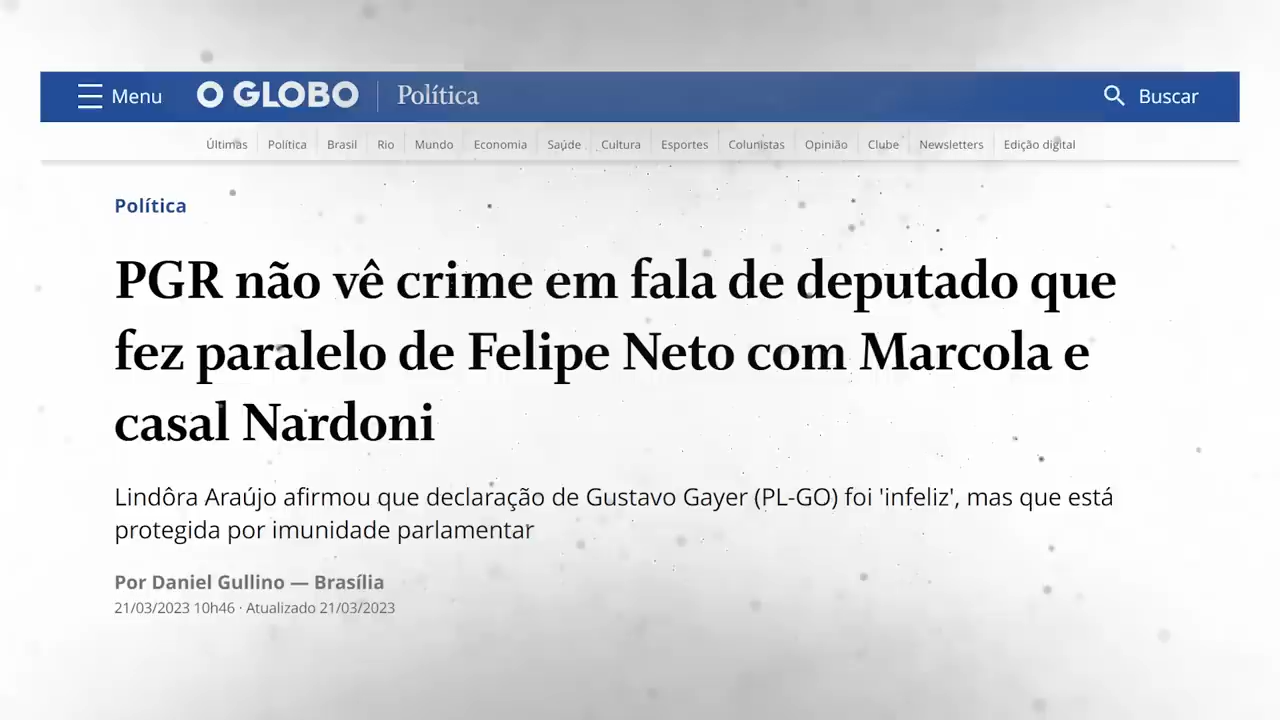 Menu O GLOBO Política Buscar
Últimas Política Brasil Rio Mundo Economia Saúde Cultura Esportes Colunistas Opinião Clube Newsletters Edição digital
Política
PGR não vê crime em fala de deputado que
fez paralelo de Felipe Neto com Marcola e
casal Nardoni
Lindôra Araújo afirmou que declaração de Gustavo Gayer (PL-GO) foi 'infeliz', mas que está
protegida por imunidade parlamentar
Por Daniel Gullino — Brasília
21/03/2023 10h46 · Atualizado 21/03/2023